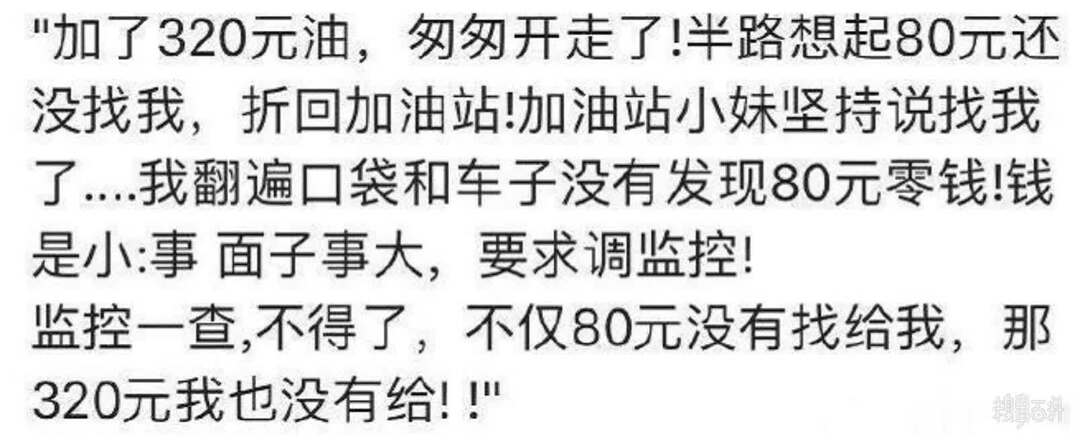 "加了320元油，匆匆开走了!半路想起80元还
没找我，折回加油站!加油站小妹坚持说找我
了....我翻遍口袋和车子没有发现80元零钱!钱
是小:事 面子事大，要求调监控!
监控一查,不得了，不仅80元没有找给我，那
320元我也没有给! !"